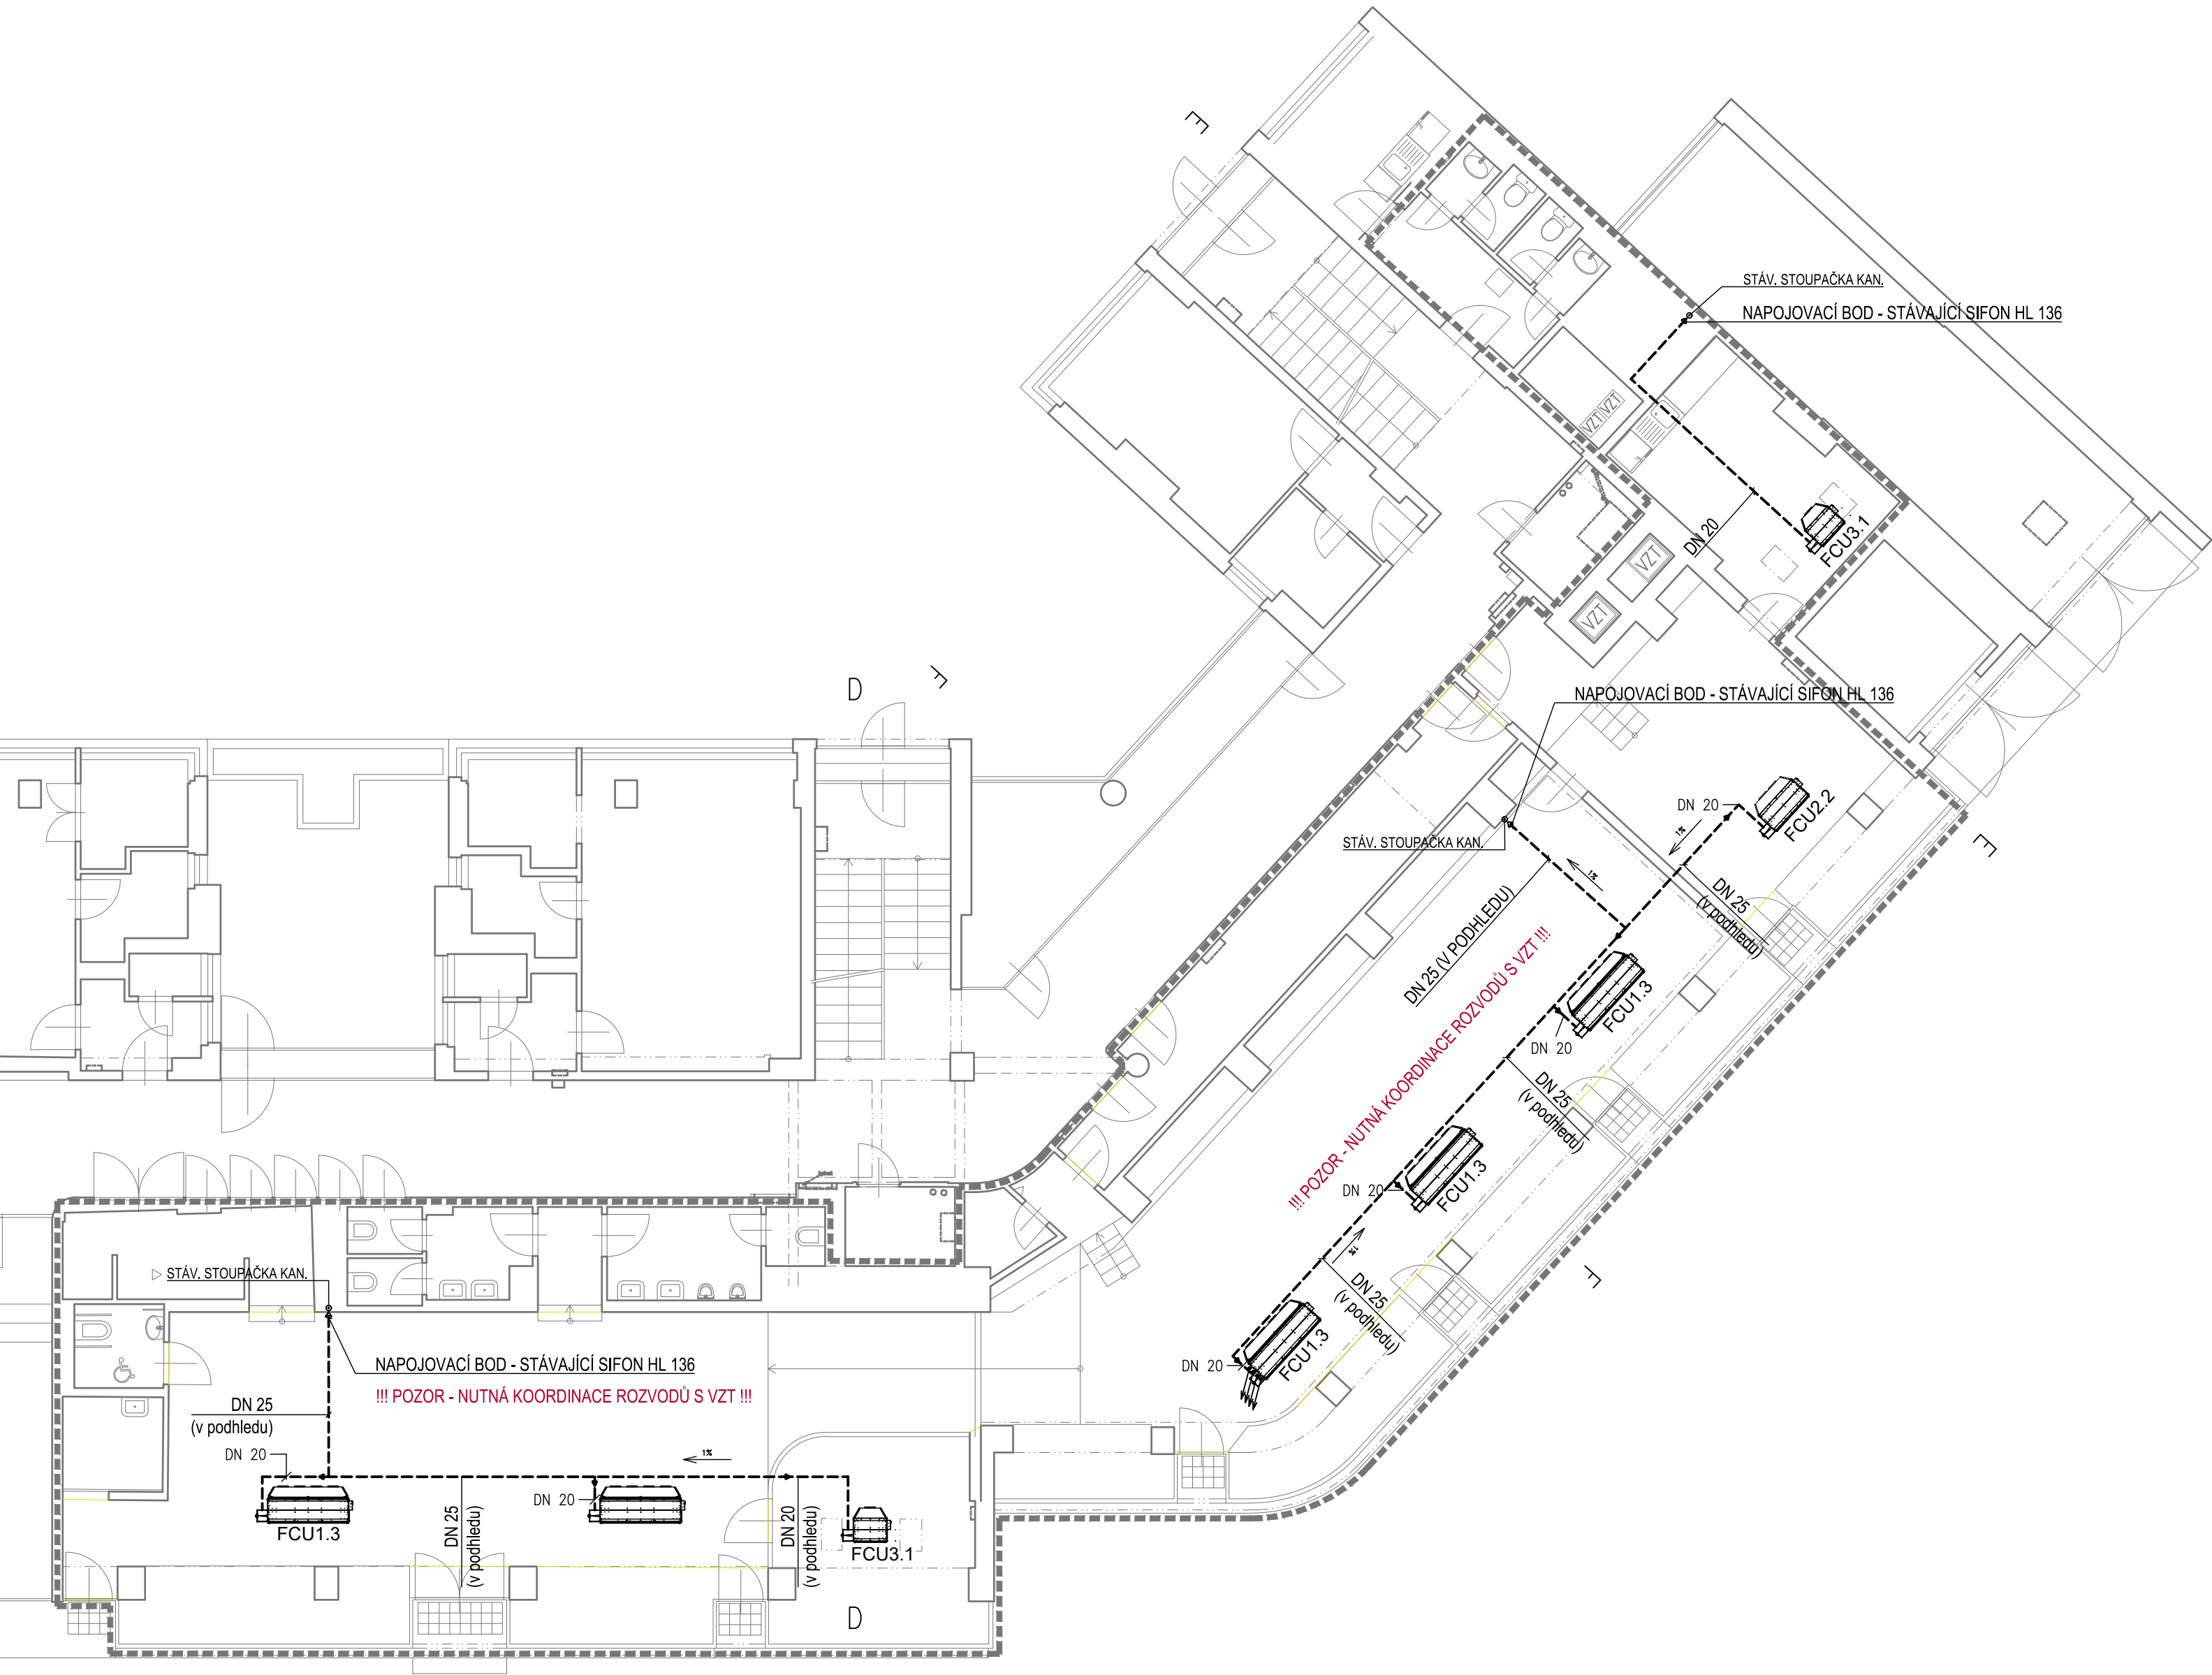 F
STÁV. STOUPAČKA KAN.
NAPOJOVACÍ BOD - STÁVAJÍCÍ SIFON HL 136
VZT
VZT
DN 20
FCU3.1
VZT
VZT
D
F
NAPOJOVACÍ BOD - STÁVAJÍCÍ SIFON HL 136
DN 20
FCU2.2
1%
STÁV. STOUPAČKA KAN.
1%
F
DN 25
(v podhledu)
DN 25 (V PODHLEDU)
!!! POZOR - NUTNÁ KOORDINACE ROZVODŮ S VZT !!!
FCU1.3
DN 20
DN 25
(v podhledu)
FCU1.3
DN 20
1%
F
DN 25
(v podhledu)
FCU1.3
DN 20
STÁV. STOUPAČKA KAN.
NAPOJOVACÍ BOD - STÁVAJÍCÍ SIFON HL 136
!!! POZOR - NUTNÁ KOORDINACE ROZVODŮ S VZT !!!
DN 25
(v podhledu)
DN 20
1%
DN 20
FCU1.3
DN 25
(v podhledu)
DN 20
(v podhledu)
FCU3.1
D